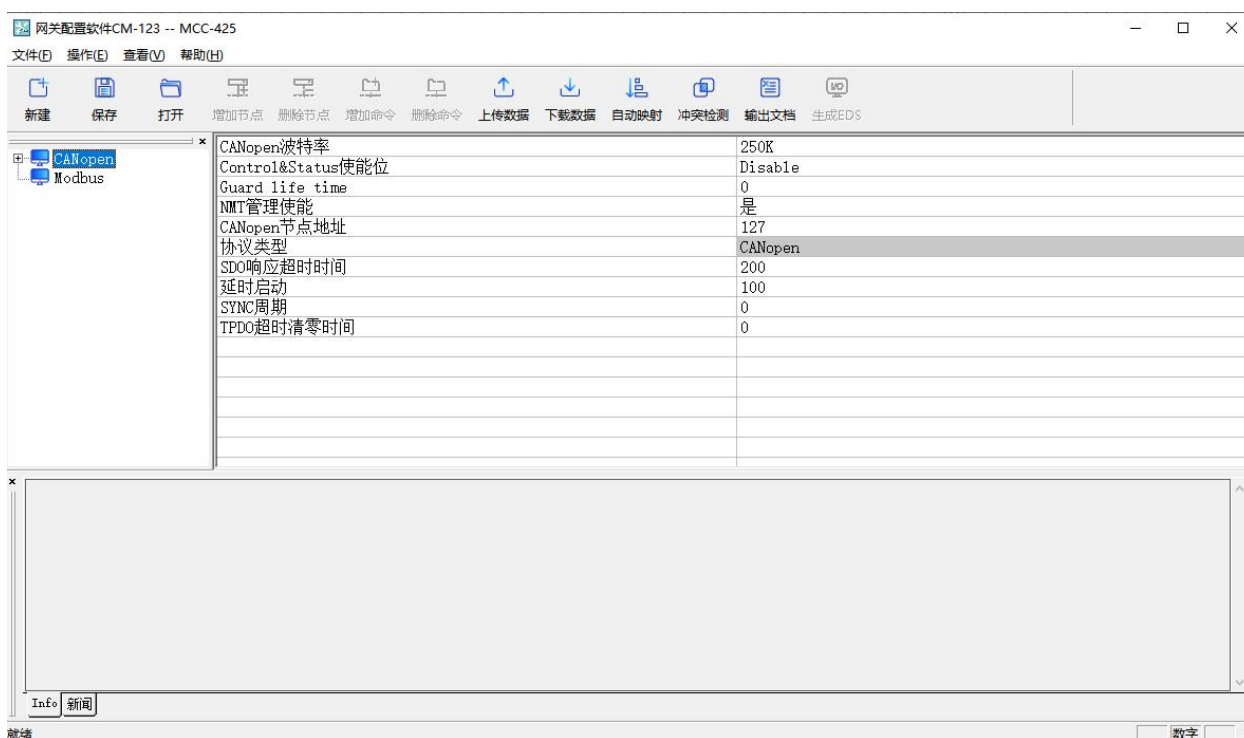 网关配置软件CM-123 -- MCC-425
文件(F) 操作(E) 查看(V) 帮助(H)
新建 保存 打开 增加节点 删除节点 增加命令 删除命令 上传数据 下载数据 自动映射 冲突检测 输出文档 生成EDS
CANopen
Modbus
CANopen波特率 250K
Control&Status使能位 Disable
Guard life time 0
NMT管理使能 是
CANopen节点地址 127
协议类型 CANopen
SDO响应超时时间 200
延时启动 100
SYNC周期 0
TPDO超时清零时间 0
Info 新闻
就绪 数字